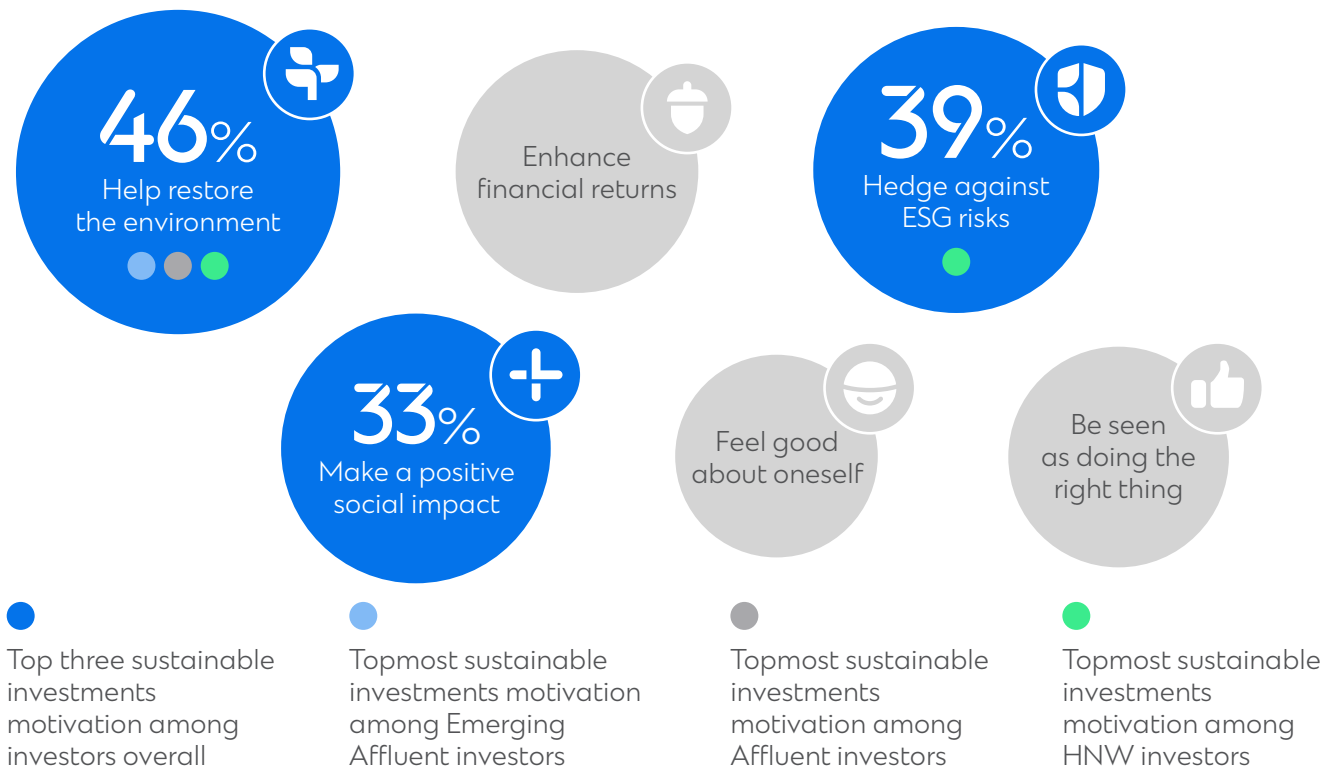 46%
Help restore
the environment
Enhance
financial returns
39%
Hedge against
ESG risks
33%
Make a positive
social impact
Feel good
about oneself
Be seen
as doing the
right thing
Top three sustainable
investments
motivation among
investors overall
Topmost sustainable
investments motivation
among Emerging
Affluent investors
Topmost sustainable
investments
motivation among
Affluent investors
Topmost sustainable
investments
motivation among
HNW investors